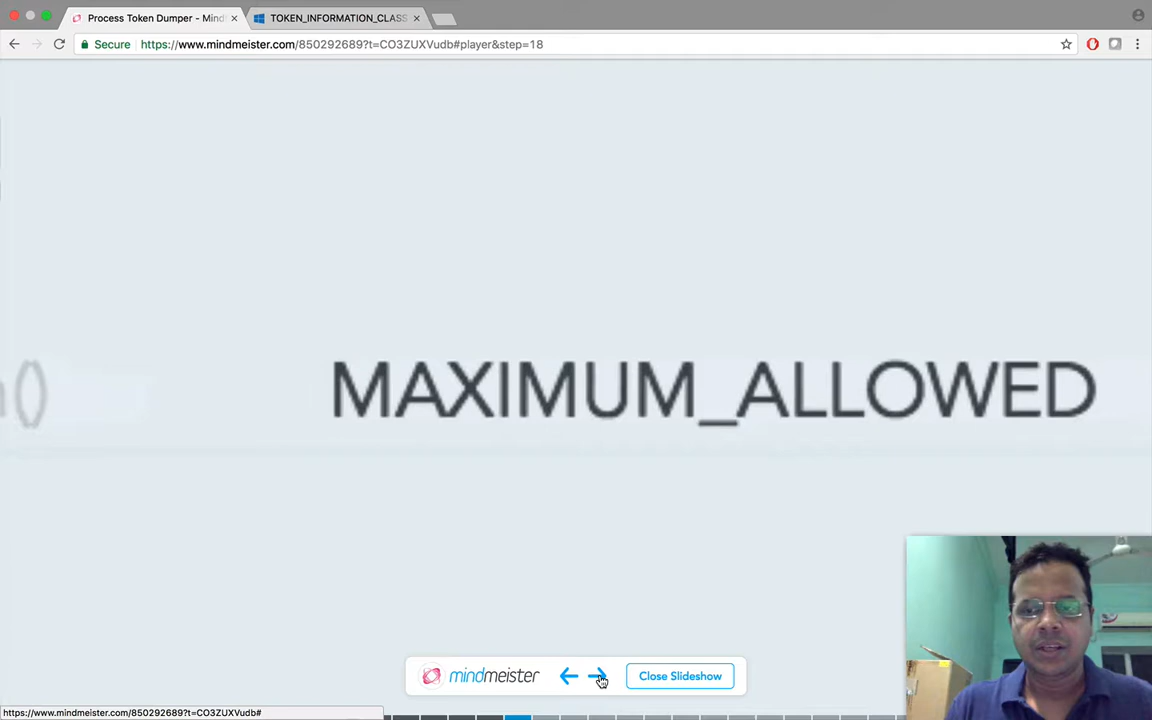 Process Token Dumper - Mind
TOKEN_INFORMATION_CLASS
Secure
https://www.mindmeister.com/850292689?t=CO3ZUXVudb#player&step=18
()
MAXIMUM_ALLOWED
mindmeister
Close Slideshow
https://www.mindmeister.com/850292689?t=CO3ZUXVudb#